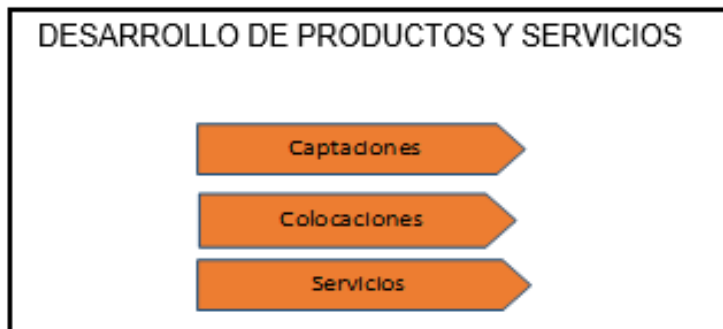 DESARROLLO DE PRODUCTOS Y SERVICIOS
Captaciones
Colocaciones
Servicios